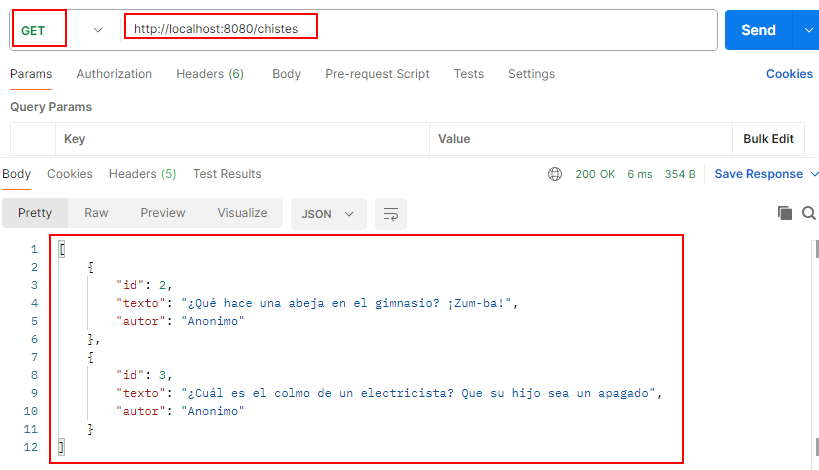 GET http://localhost:8080/chistes Send
Params Authorization Headers (6) Body Pre-request Script Tests Settings Cookies
Query Params
Key Value Bulk Edit
Body Cookies Headers (5) Test Results 200 OK 6 ms 354 B Save Response
Pretty Raw Preview Visualize JSON
1 [
2 {
3 "id": 2,
4 "texto": "¿Qué hace una abeja en el gimnasio? ¡Zum-ba!",
5 "autor": "Anonimo"
6 },
7 {
8 "id": 3,
9 "texto": "¿Cuál es el colmo de un electricista? Que su hijo sea un apagado",
10 "autor": "Anonimo"
11 }
12 ]